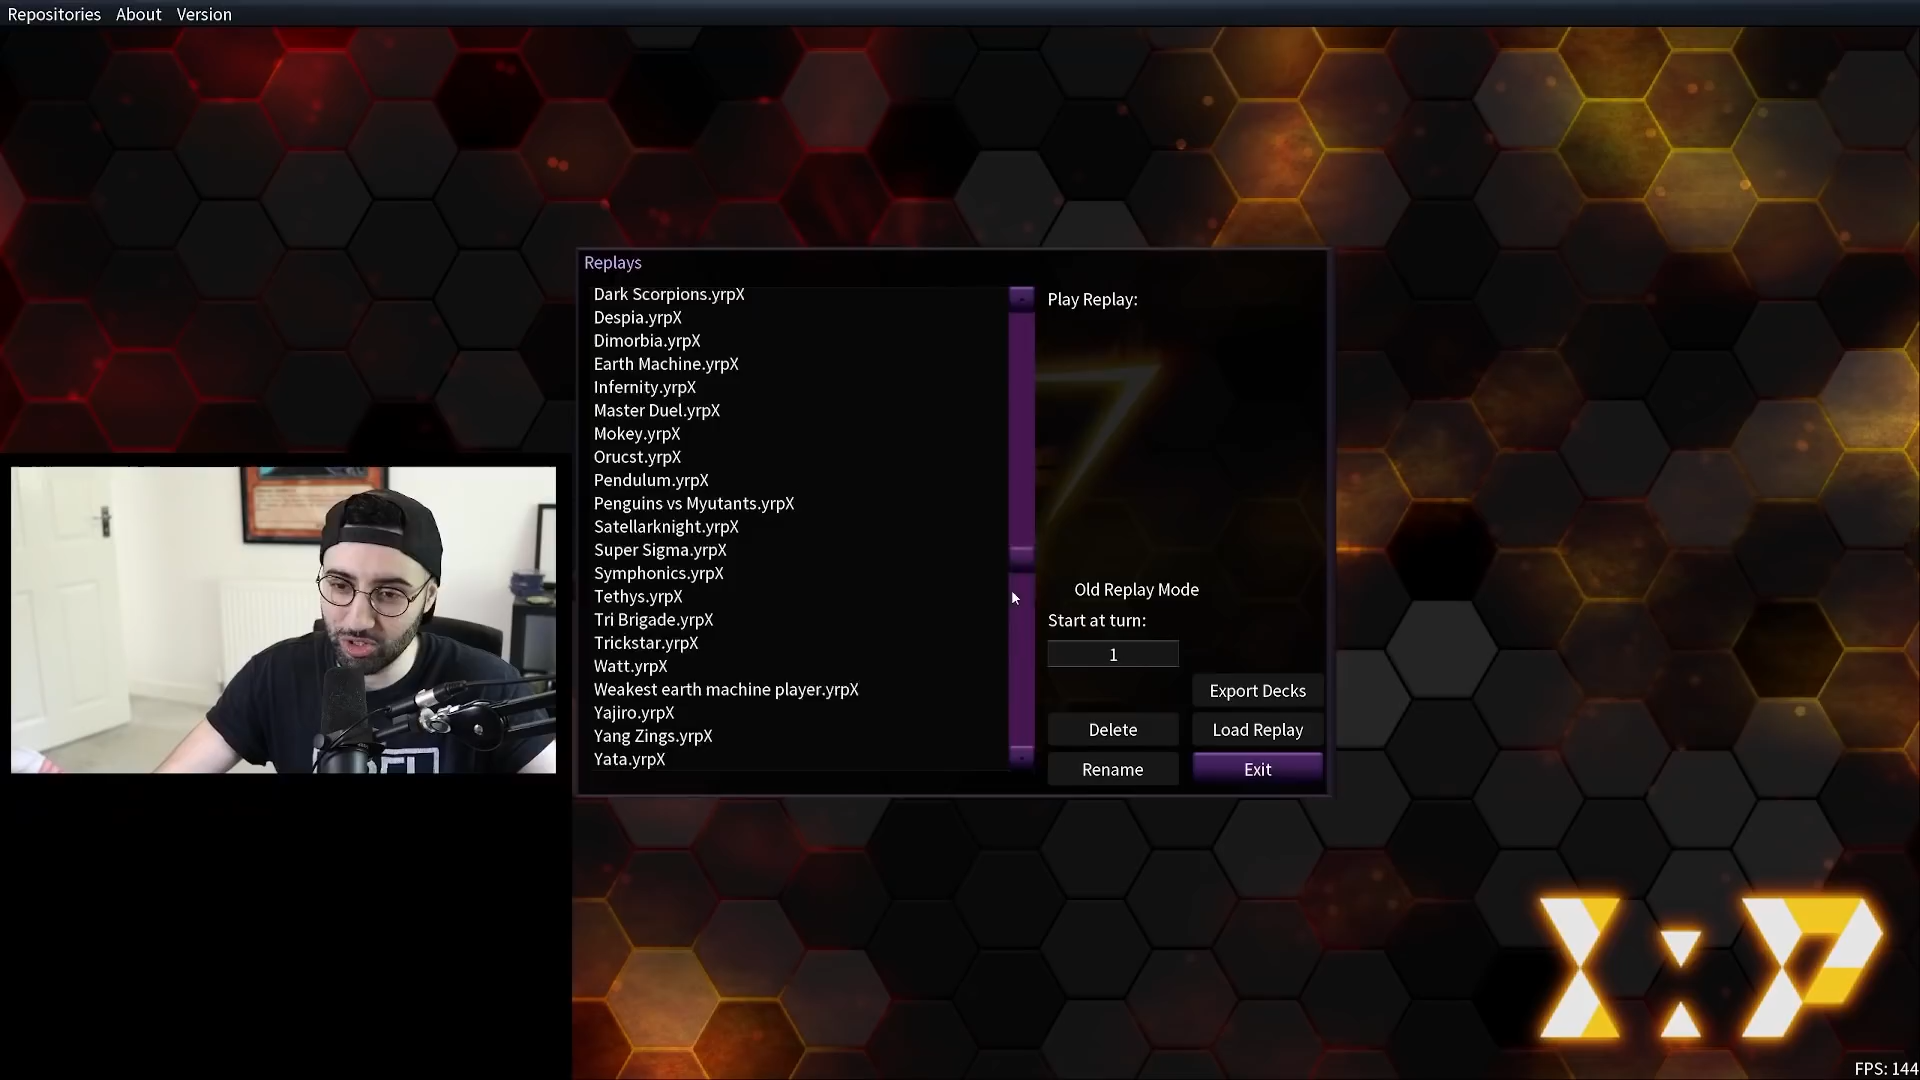 Repositories About Version
Replays
Dark Scorpions.yrpX
Despia.yrpX
Dimorbia.yrpX
Earth Machine.yrpX
Infernity.yrpX
Master Duel.yrpX
Mokey.yrpX
Orucst.yrpX
Pendulum.yrpX
Penguins vs Myutants.yrpX
Satellarknight.yrpX
Super Sigma.yrpX
Symphonics.yrpX
Tethys.yrpX
Tri Brigade.yrpX
Trickstar.yrpX
Watt.yrpX
Weakest earth machine player.yrpX
Yajiro.yrpX
Yang Zings.yrpX
Yata.yrpX
Play Replay:
Old Replay Mode
Start at turn:
1
Export Decks
Delete Load Replay
Rename Exit
I:P
FPS: 144